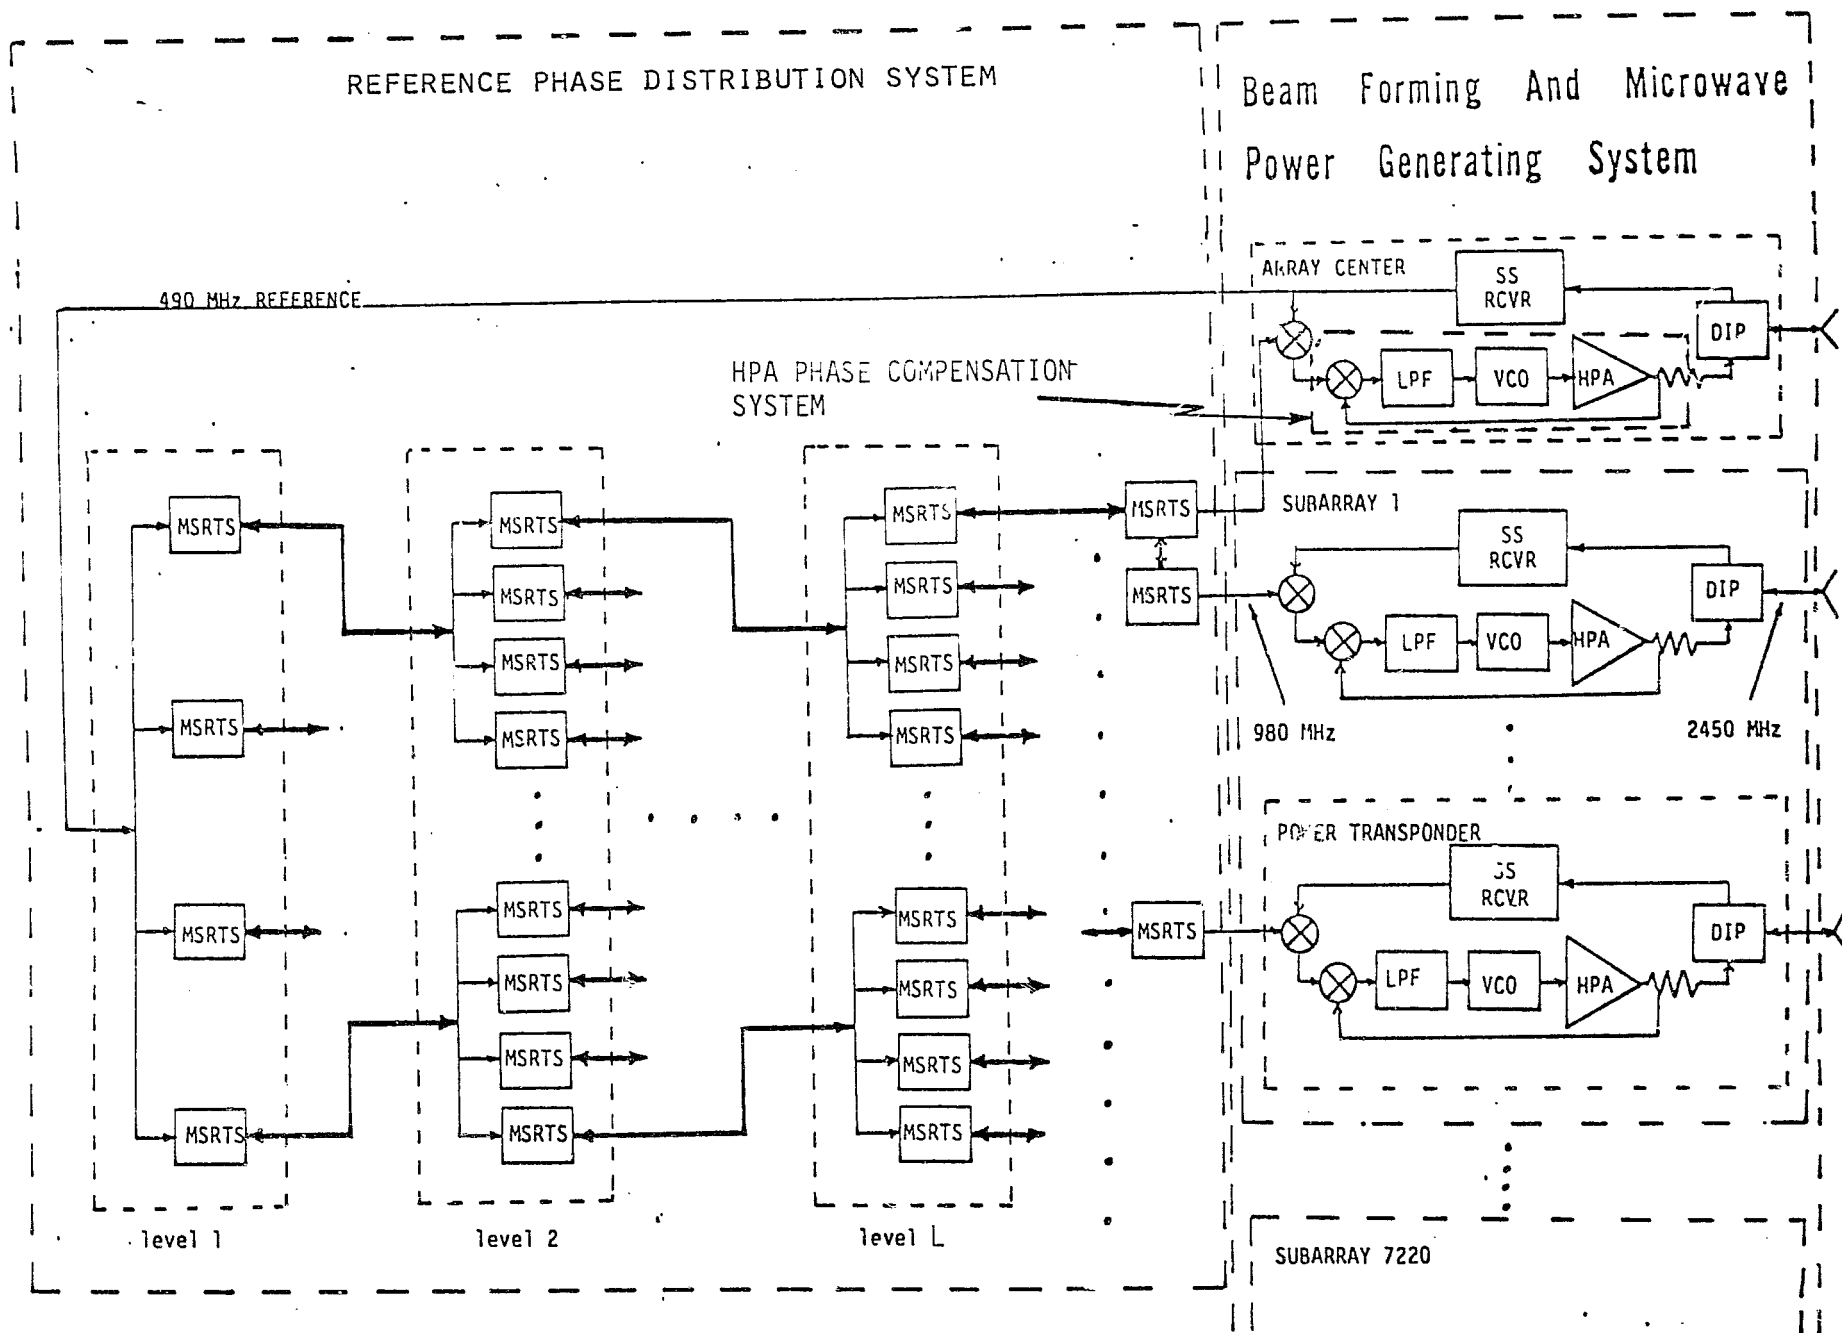 REFERENCE PHASE DISTRIBUTION SYSTEM
Beam Forming And Microwave
Power Generating System
490 MHz REFERENCE
ARRAY CENTER
SS
RCVR
DIP
LPF
VCO
HPA
HPA PHASE COMPENSATION
SYSTEM
MSRTS
MSRTS
MSRTS
MSRTS
level 1
MSRTS
MSRTS
MSRTS
MSRTS
MSRTS
MSRTS
MSRTS
MSRTS
level 2
MSRTS
MSRTS
MSRTS
MSRTS
MSRTS
MSRTS
MSRTS
MSRTS
level L
MSRTS
MSRTS
MSRTS
SUBARRAY 1
SS
RCVR
DIP
LPF
VCO
HPA
980 MHz
2450 MHz
POWER TRANSPONDER
SS
RCVR
DIP
LPF
VCO
HPA
SUBARRAY 7220